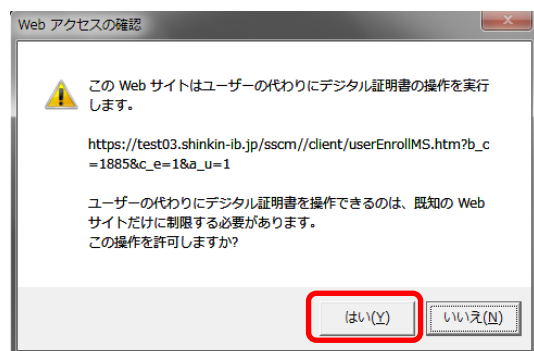 Web アクセスの確認
この Web サイトはユーザーの代わりにデジタル証明書の操作を実行
します。
https://test03.shinkin-ib.jp/sscm//client/userEnrollMS.htm?b_c
=1885&c_e=1&a_u=1
ユーザーの代わりにデジタル証明書を操作できるのは、既知の Web
サイトだけに制限する必要があります。
この操作を許可しますか?
はい(Y)
いいえ(N)